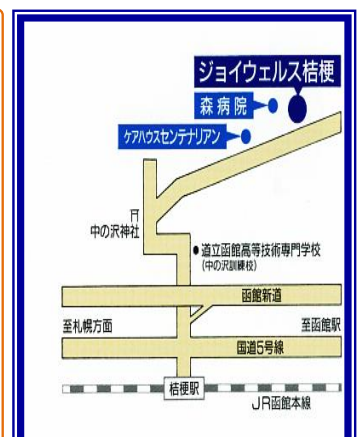 ジョイウェルス桔梗
森病院
ケアハウスセンテナリアン
中の沢神社
道立函館高等技術専門学校
(中の沢訓練校)
函館新道
至札幌方面
至函館駅
国道5号線
桔梗駅
JR函館本線